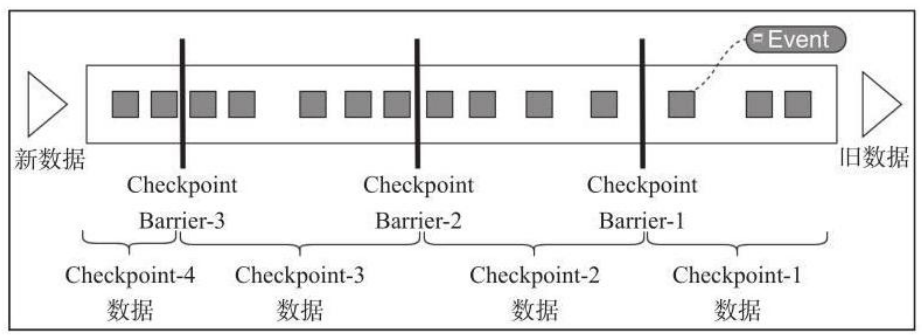 Event
新数据
旧数据
Checkpoint
Barrier-3
Checkpoint
Barrier-2
Checkpoint
Barrier-1
Checkpoint-4
数据
Checkpoint-3
数据
Checkpoint-2
数据
Checkpoint-1
数据